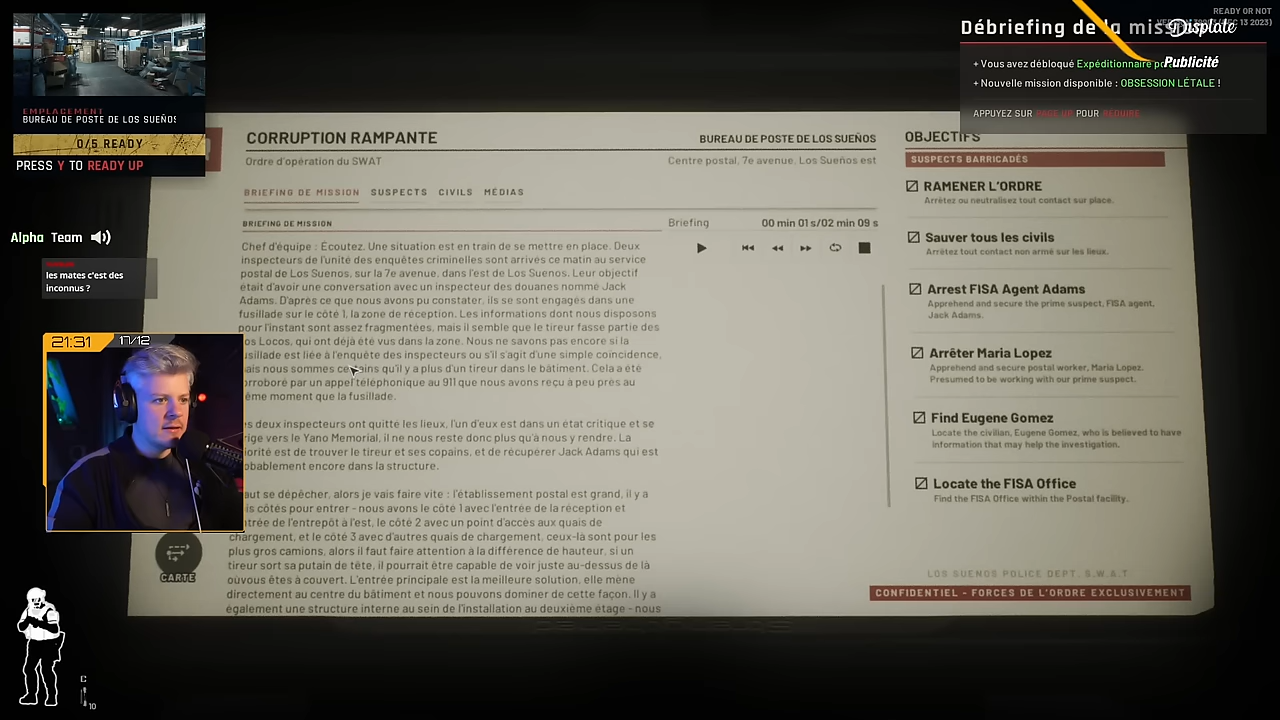 READY OR NOT
DEC 13 2023)
Débriefing de la
Displate
+ Vous avez débloqué Expéditionnaire
Publicité
+ Nouvelle mission disponible : OBSESSION LÉTALE !
APPUYEZ SUR PAGE UP POUR RÉDUIRE
EMPLACEMENT
BUREAU DE POSTE DE LOS SUEÑOS
0/5 READY
PRESS Y TO READY UP
Alpha Team
les mates c'est des
inconnus ?
21:31 17/12
CARTE
10
CORRUPTION RAMPANTE
BUREAU DE POSTE DE LOS SUEÑOS
Ordre d'opération du SWAT
Centre postal, 7e avenue, Los Sueños est
BRIEFING DE MISSION SUSPECTS CIVILS MÉDIAS
BRIEFING DE MISSION
Briefing 00 min 01 s/02 min 09 s
Chef d'équipe : Écoutez. Une situation est en train de se mettre en place. Deux
inspecteurs de l'unité des enquêtes criminelles sont arrivés ce matin au service
postal de Los Suenos, sur la 7e avenue, dans l'est de Los Suenos. Leur objectif
était d'avoir une conversation avec un inspecteur des douanes nommé Jack
Adams. D'après ce que nous avons pu constater, ils se sont engagés dans une
fusillade sur le côté 1, la zone de réception. Les informations dont nous disposons
pour l'instant sont assez fragmentées, mais il semble que le tireur fasse partie des
os Locos, qui ont déjà été vus dans la zone. Nous ne savons pas encore si la
usillade est liée à l'enquête des inspecteurs ou s'il s'agit d'une simple coïncidence,
ais nous sommes certains qu'il y a plus d'un tireur dans le bâtiment. Cela a été
orroboré par un appel téléphonique au 911 que nous avons reçu à peu près au
ême moment que la fusillade.
es deux inspecteurs ont quitté les lieux, l'un d'eux est dans un état critique et se
rige vers le Yano Memorial, il ne nous reste donc plus qu'à nous y rendre. La
orité est de trouver le tireur et ses copains, et de récupérer Jack Adams qui est
obablement encore dans la structure.
aut se dépêcher, alors je vais faire vite : l'établissement postal est grand, il y a
is côtés pour entrer - nous avons le côté 1 avec l'entrée de la réception et
ntrée de l'entrepôt à l'est, le côté 2 avec un point d'accès aux quais de
chargement, et le côté 3 avec d'autres quais de chargement, ceux-là sont pour les
plus gros camions, alors il faut faire attention à la différence de hauteur, si un
tireur sort sa putain de tête, il pourrait être capable de voir juste au-dessus de là
où vous êtes à couvert. L'entrée principale est la meilleure solution, elle mène
directement au centre du bâtiment et nous pouvons dominer de cette façon. Il y a
également une structure interne au sein de l'installation au deuxième étage - nous
OBJECTIFS
SUSPECTS BARRICADÉS
RAMENER L'ORDRE
Arrêtez ou neutralisez tout contact sur place.
Sauver tous les civils
Arrêtez tout contact non armé sur les lieux.
Arrest FISA Agent Adams
Apprehend and secure the prime suspect, FISA agent,
Jack Adams.
Arrêter Maria Lopez
Apprehend and secure postal worker, Maria Lopez.
Presumed to be working with our prime suspect.
Find Eugene Gomez
Locate the civilian, Eugene Gomez, who is believed to have
information that may help the investigation.
Locate the FISA Office
Find the FISA Office within the Postal facility.
LOS SUENOS POLICE DEPT. S.W.A.T
CONFIDENTIEL - FORCES DE L'ORDRE EXCLUSIVEMENT